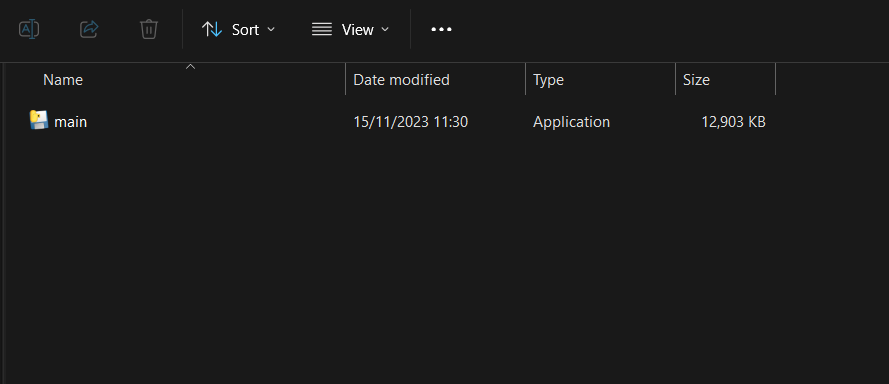 Sort View
Name Date modified Type Size
main 15/11/2023 11:30 Application 12,903 KB